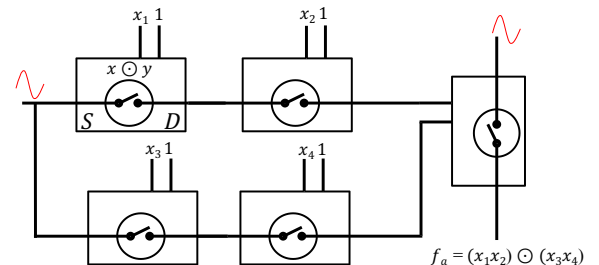 x₁ 1
x₂ 1
x ⊙ y
S D
x₃ 1
x₄ 1
fₐ = (x₁x₂) ⊙ (x₃x₄)